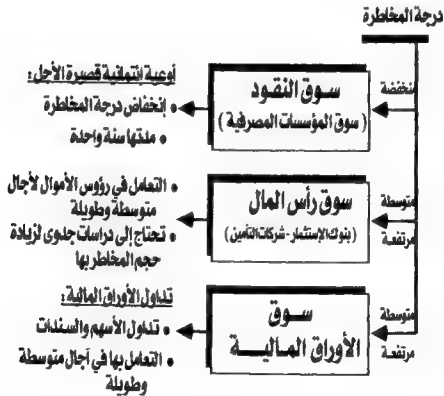 درجة المخاطرة
منخفضة
سوق النقود
( سوق المؤسسات المصرفية )
أوعية إئتمانية قصيرة الأجل :
• إنخفاض درجة المخاطرة
• مدتها سنة واحدة
متوسطة
مرتفعة
سوق رأس المال
( بنوك الإستثمار - شركات التأمين )
• التعامل في رؤوس الأموال لآجال
متوسطة وطويلة
• تحتاج إلى دراسات جدوى لزيادة
حجم المخاطر بها
متوسطة
مرتفعة
سوق
الأوراق المالية
تداول الأوراق المالية :
• تداول الأسهم والسندات
• التعامل بها في آجال متوسطة
وطويلة